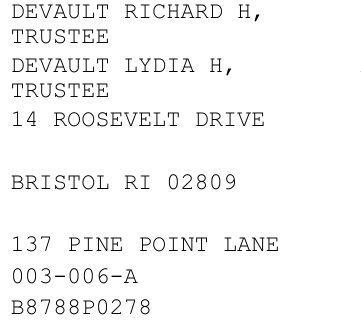 DEVAULT RICHARD H,
TRUSTEE
DEVAULT LYDIA H,
TRUSTEE
14 ROOSEVELT DRIVE
BRISTOL RI 02809
137 PINE POINT LANE
003-006-A
B8788P0278